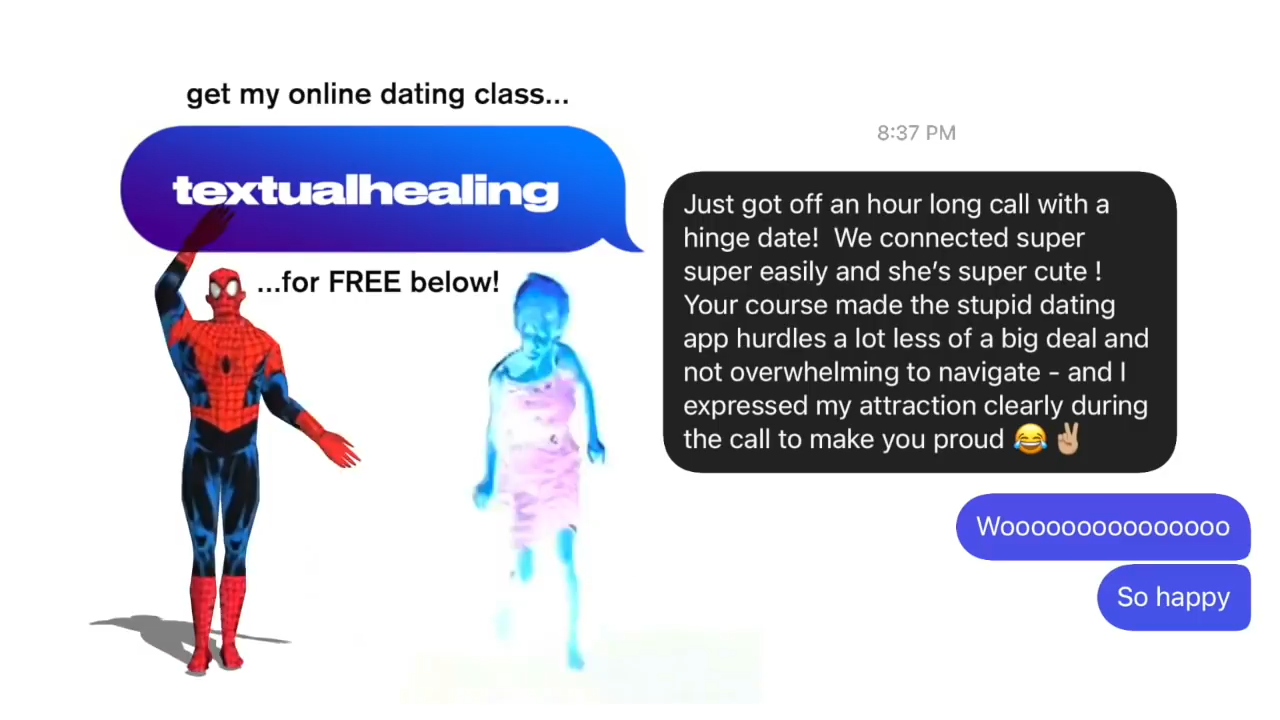 get my online dating class...
textualhealing
...for FREE below!
8:37 PM
Just got off an hour long call with a
hinge date!  We connected super
super easily and she’s super cute !
Your course made the stupid dating
app hurdles a lot less of a big deal and
not overwhelming to navigate - and I
expressed my attraction clearly during
the call to make you proud 😂✌🏽
Wooooooooooooooo
So happy